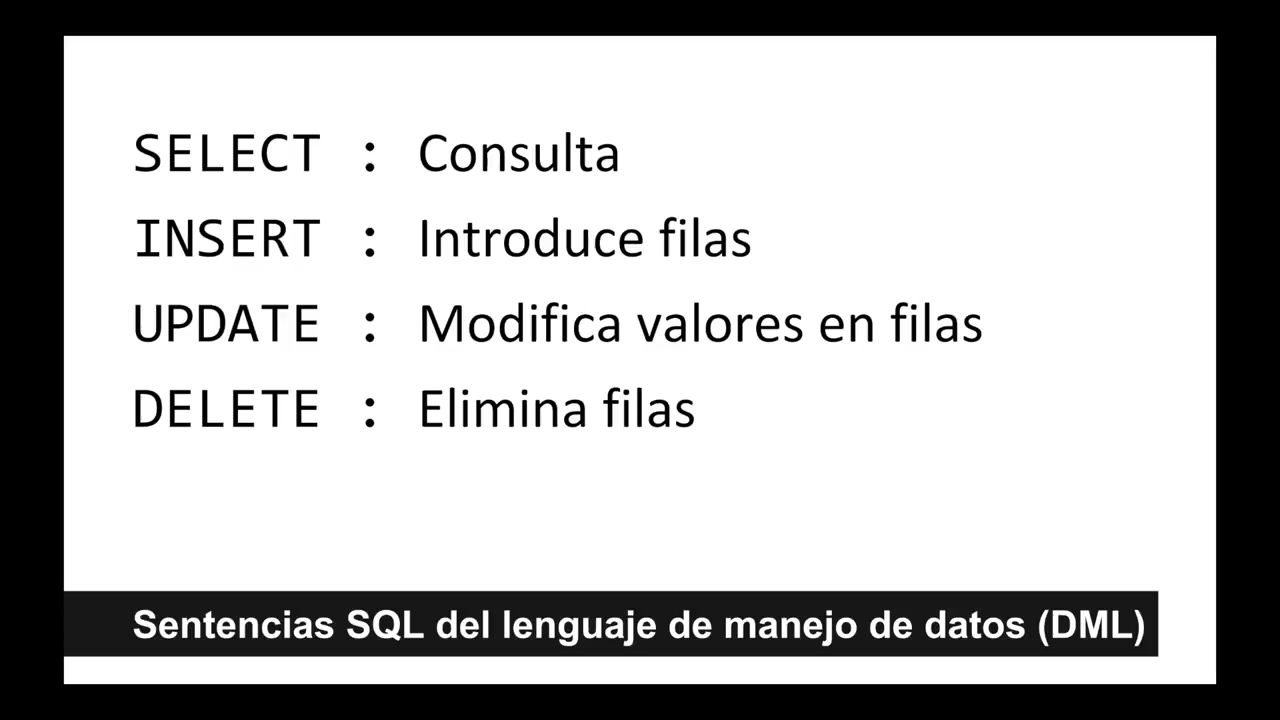 SELECT : Consulta
INSERT : Introduce filas
UPDATE : Modifica valores en filas
DELETE : Elimina filas
Sentencias SQL del lenguaje de manejo de datos (DML)